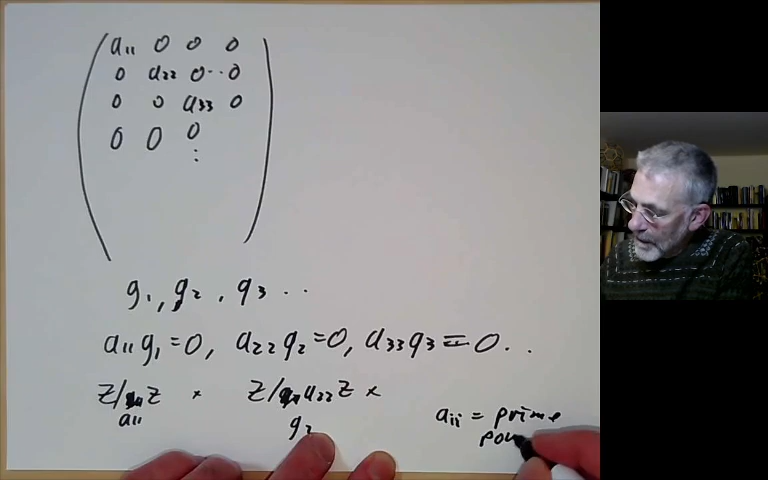 a₁₁ 0 0 0
0 a₂₂ 0 ·· 0
0 0 a₃₃ 0
0 0 0
:
g₁, g₂, g₃ ··
a₁₁g₁ = 0, a₂₂g₂ = 0, a₃₃g₃ = 0 ..
Z/a₁₁Z × Z/a₂₂Z ×
g₂
aᵢᵢ = prime
pow